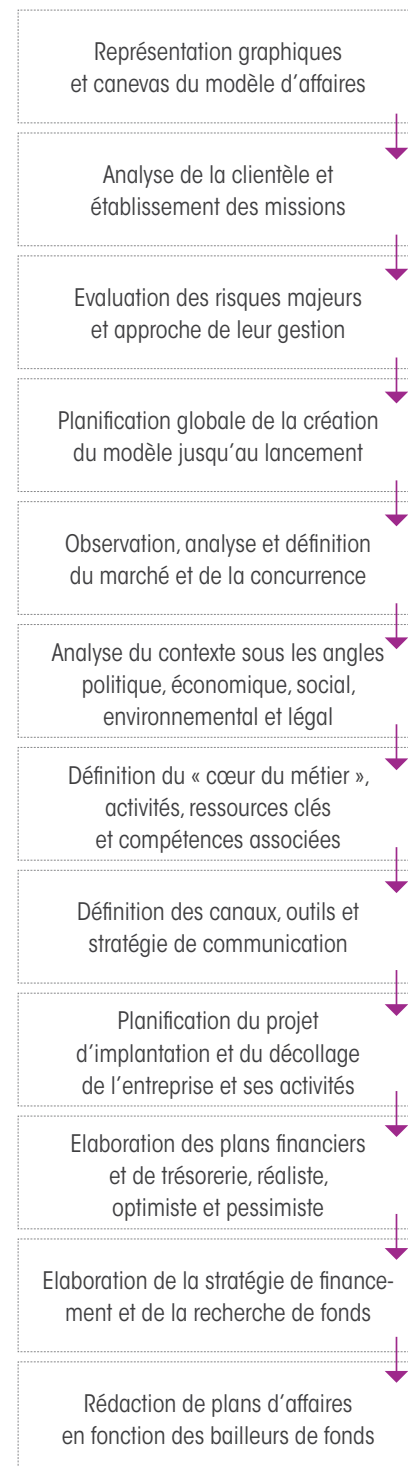 Représentation graphiques
et canevas du modèle d’affaires
Analyse de la clientèle et
établissement des missions
Evaluation des risques majeurs
et approche de leur gestion
Planification globale de la création
du modèle jusqu’au lancement
Observation, analyse et définition
du marché et de la concurrence
Analyse du contexte sous les angles
politique, économique, social,
environnemental et légal
Définition du « cœur du métier »,
activités, ressources clés
et compétences associées
Définition des canaux, outils et
stratégie de communication
Planification du projet
d’implantation et du décollage
de l’entreprise et ses activités
Elaboration des plans financiers
et de trésorerie, réaliste,
optimiste et pessimiste
Elaboration de la stratégie de finance-
ment et de la recherche de fonds
Rédaction de plans d’affaires
en fonction des bailleurs de fonds